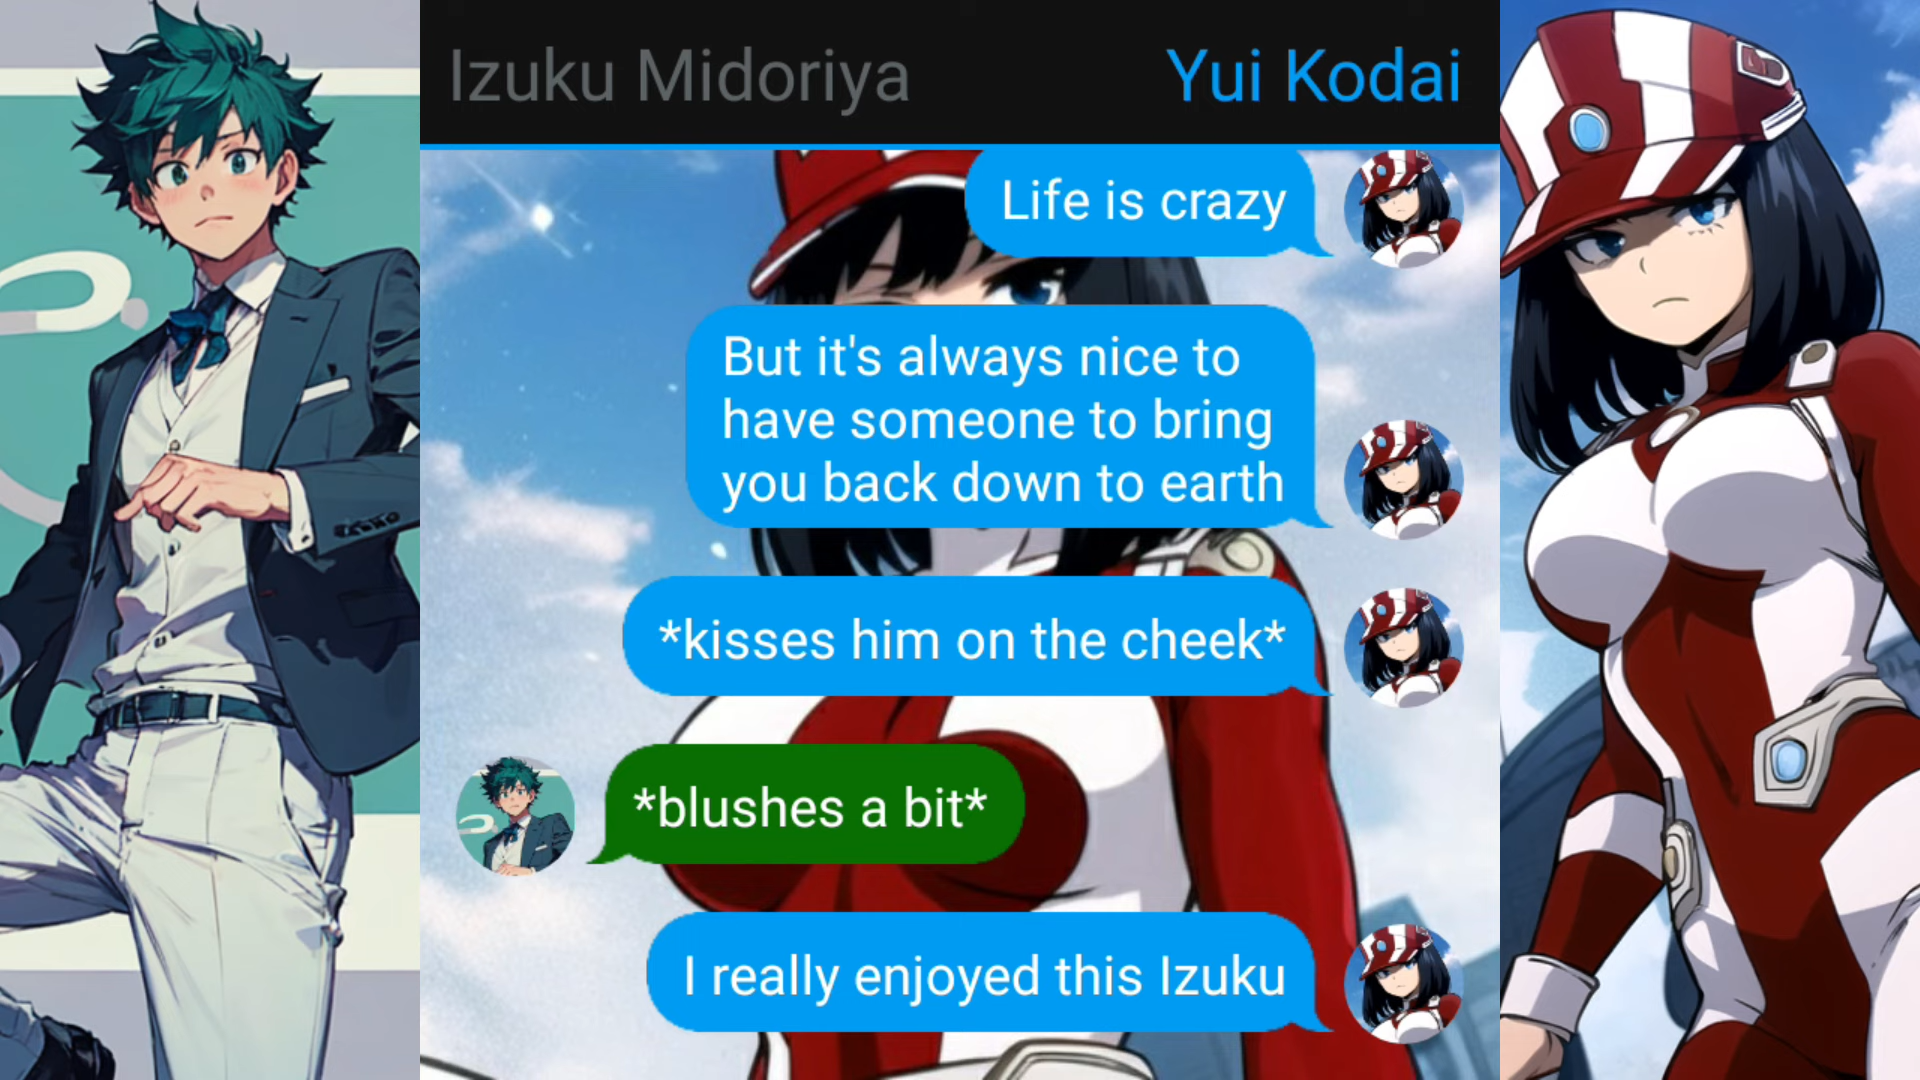 Izuku Midoriya
Yui Kodai
Life is crazy
But it's always nice to
have someone to bring
you back down to earth
*kisses him on the cheek*
*blushes a bit*
I really enjoyed this Izuku